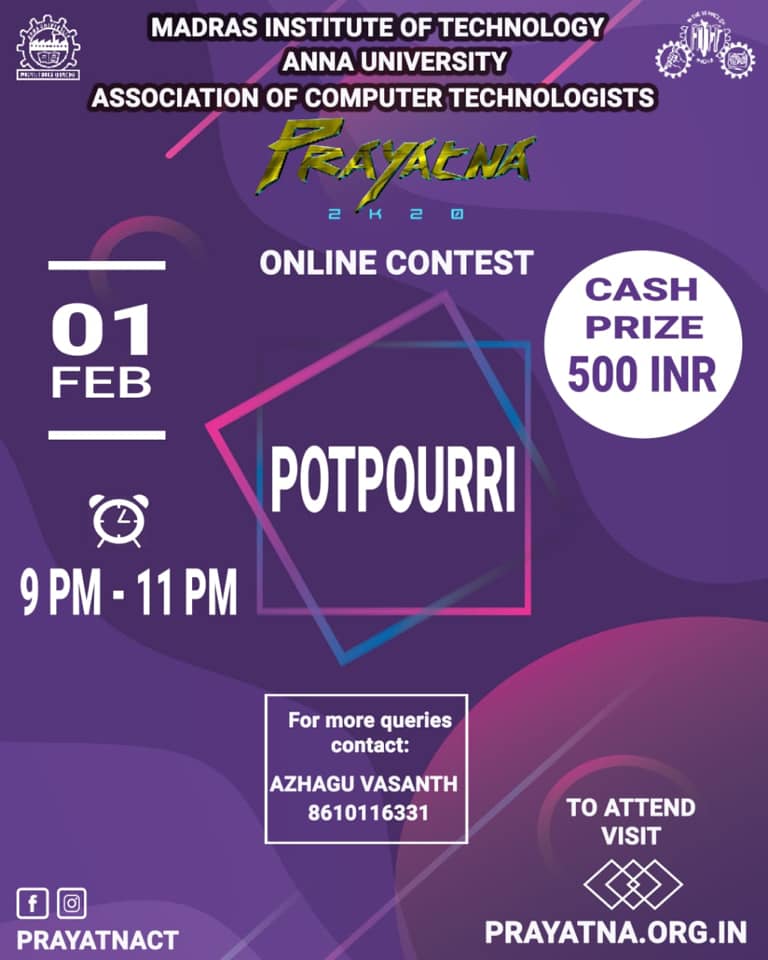 MADRAS INSTITUTE OF TECHNOLOGY
ANNA UNIVERSITY
ASSOCIATION OF COMPUTER TECHNOLOGISTS
PRAYATNA
2K20
ONLINE CONTEST
01
FEB
CASH
PRIZE
500 INR
POTPOURRI
9 PM - 11 PM
For more queries
contact:
AZHAGU VASANTH
8610116331
TO ATTEND
VISIT
PRAYATNA.ORG.IN
PRAYATNACT